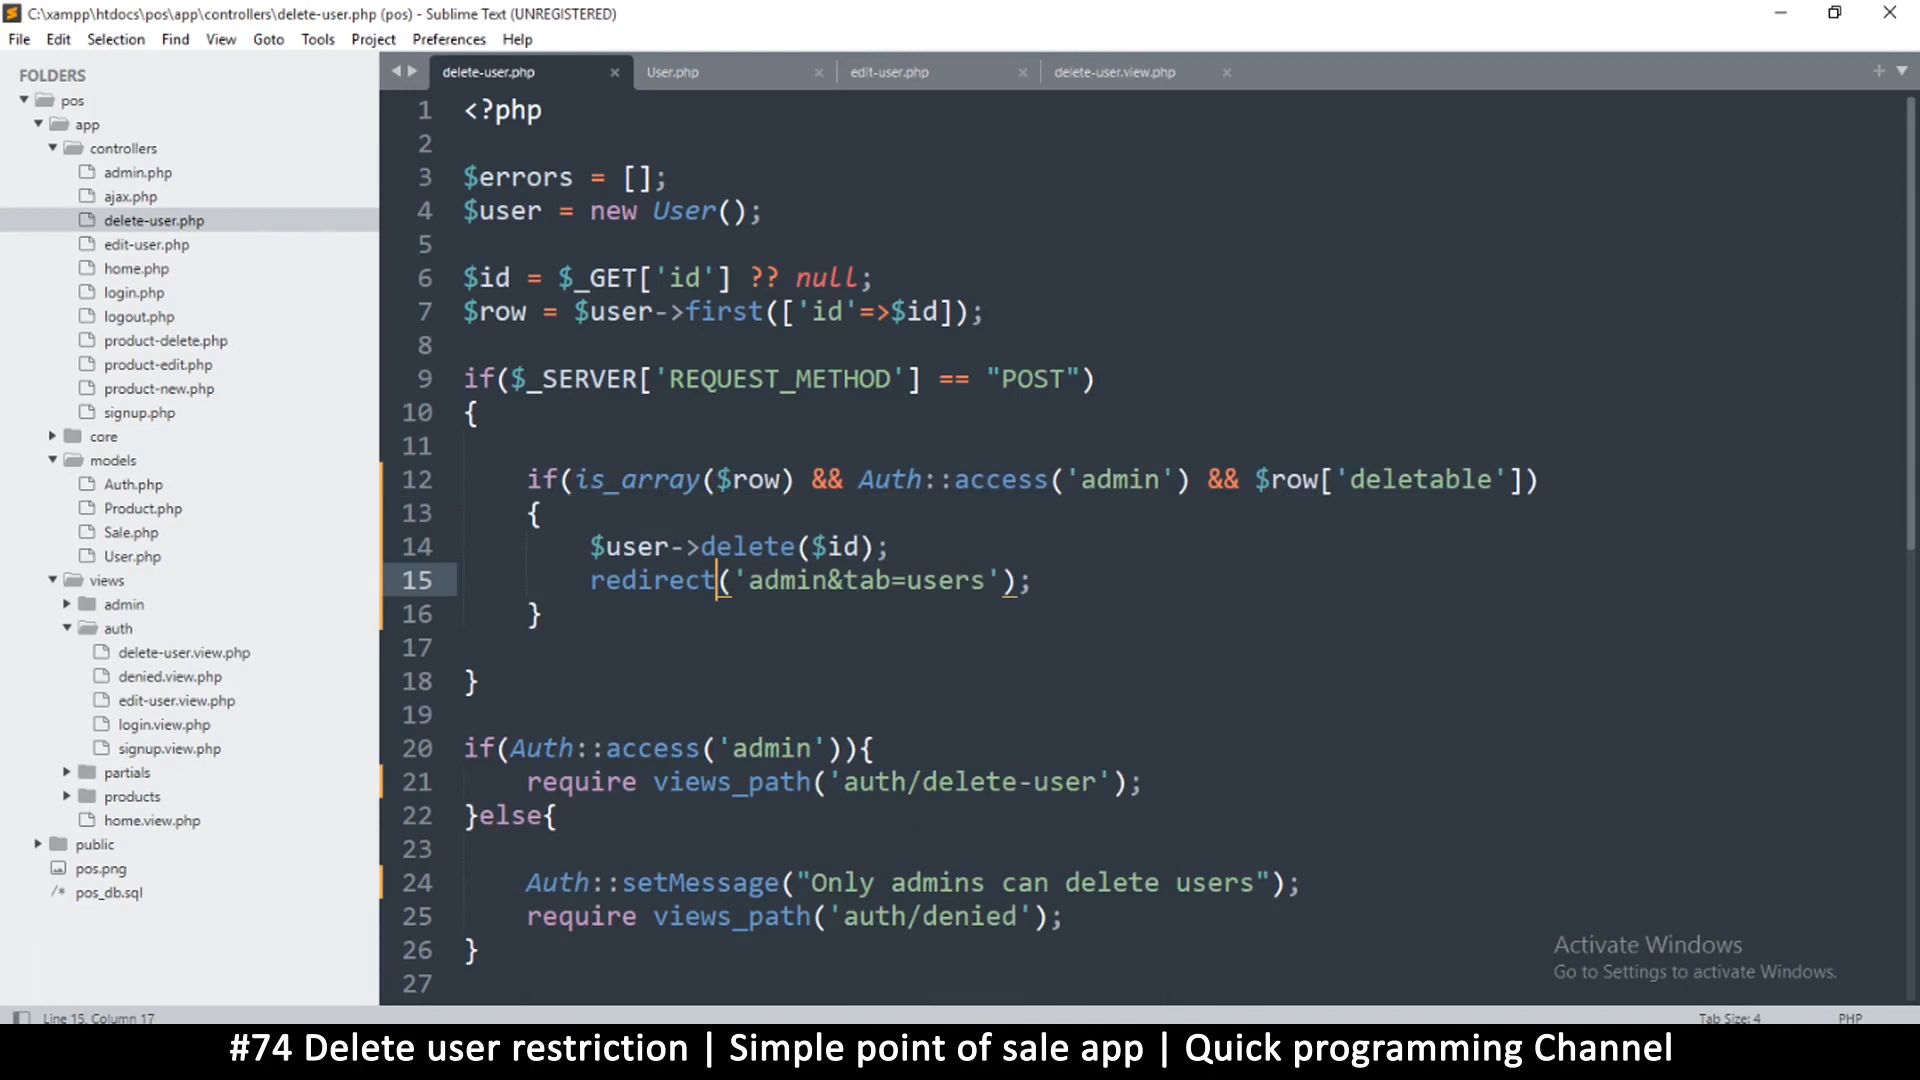 C:\xampp\htdocs\pos\app\controllers\delete-user.php (pos) - Sublime Text (UNREGISTERED)
File Edit Selection Find View Goto Tools Project Preferences Help
FOLDERS
pos
app
controllers
admin.php
ajax.php
delete-user.php
edit-user.php
home.php
login.php
logout.php
product-delete.php
product-edit.php
product-new.php
signup.php
core
models
Auth.php
Product.php
Sale.php
User.php
views
admin
auth
delete-user.view.php
denied.view.php
edit-user.view.php
login.view.php
signup.view.php
partials
products
home.view.php
public
pos.png
/* pos_db.sql
delete-user.php × User.php × edit-user.php × delete-user.view.php ×
1 <?php
2
3 $errors = [];
4 $user = new User();
5
6 $id = $_GET['id'] ?? null;
7 $row = $user->first(['id'=>$id]);
8
9 if($_SERVER['REQUEST_METHOD'] == "POST")
10 {
11
12 if(is_array($row) && Auth::access('admin') && $row['deletable'])
13 {
14 $user->delete($id);
15 redirect('admin&tab=users');
16 }
17
18 }
19
20 if(Auth::access('admin')){
21 require views_path('auth/delete-user');
22 }else{
23
24 Auth::setMessage("Only admins can delete users");
25 require views_path('auth/denied');
26 }
27
Activate Windows
Go to Settings to activate Windows.
Line 15, Column 17 Tab Size: 4 PHP
#74 Delete user restriction | Simple point of sale app | Quick programming Channel